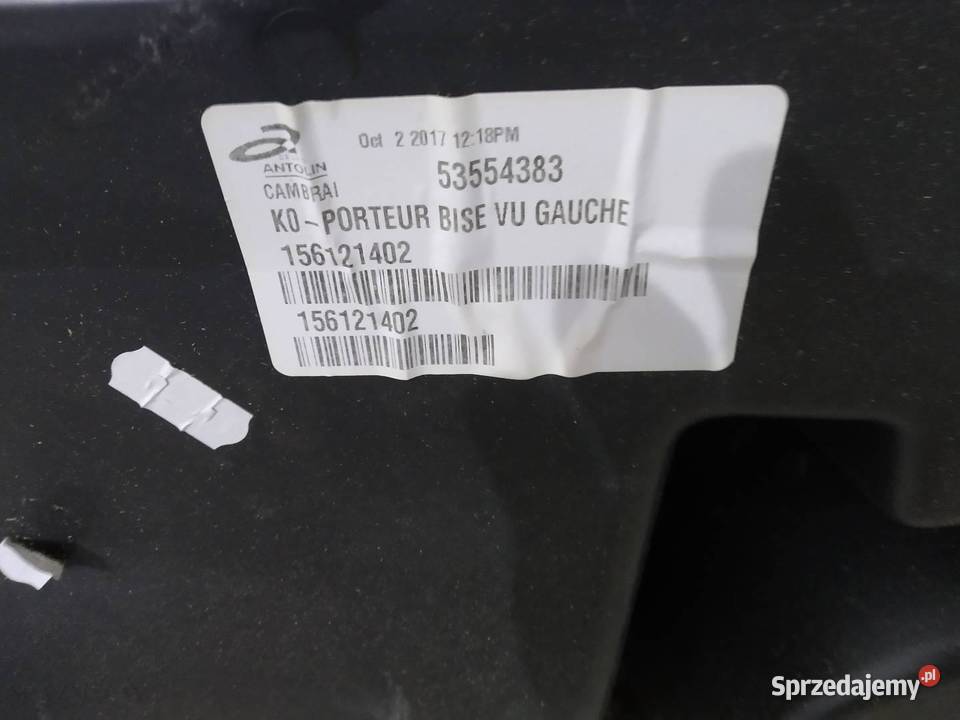 Oct 2 2017 12:18PM
ANTOLIN
CAMBRAI
53554383
K0-PORTEUR BISE VU GAUCHE
156121402
156121402
Sprzedajemy.pl